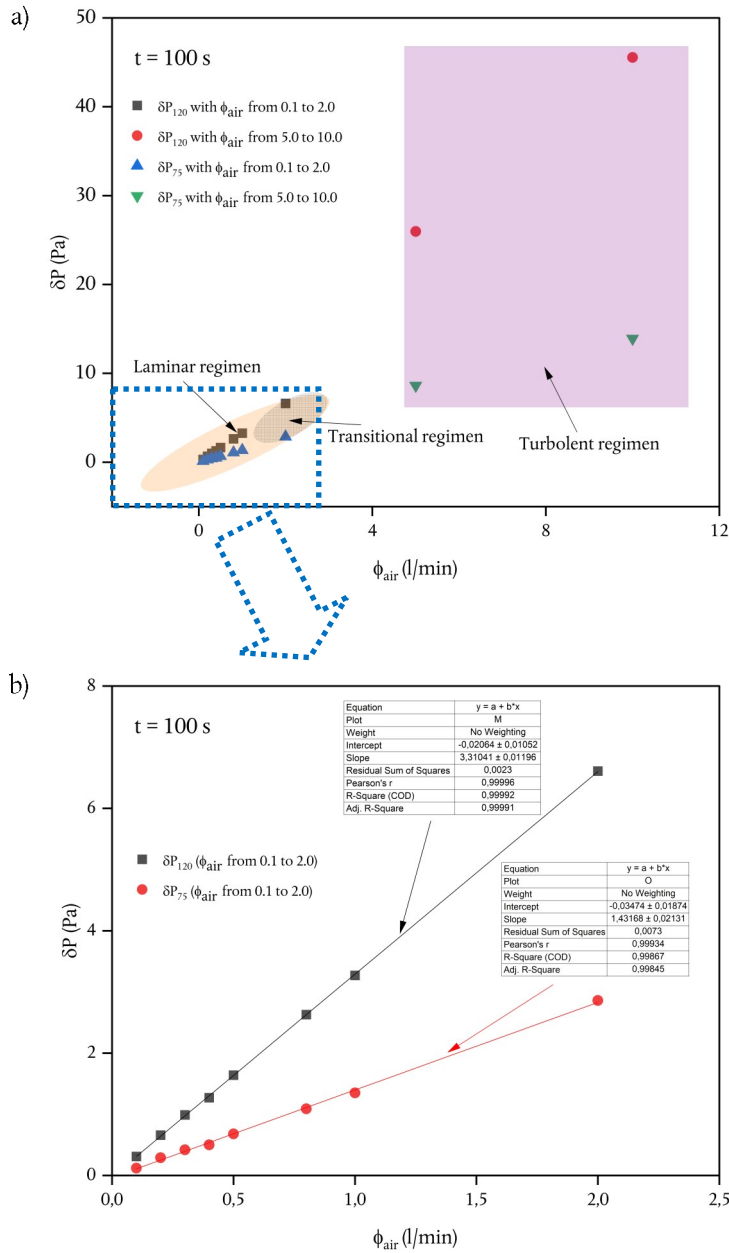 a)
50
40
30
20
10
0
δP (Pa)
t = 100 s
δP120 with ϕair from 0.1 to 2.0
δP120 with ϕair from 5.0 to 10.0
δP75 with ϕair from 0.1 to 2.0
δP75 with ϕair from 5.0 to 10.0
Laminar regimen
Transitional regimen
Turbolent regimen
0
4
8
12
ϕair (l/min)
b)
8
6
4
2
0
δP (Pa)
t = 100 s
Equation y = a + b*x
Plot M
Weight No Weighting
Intercept -0,02064 ± 0,01052
Slope 3,31041 ± 0,01196
Residual Sum of Squares 0,0023
Pearson's r 0,99996
R-Square (COD) 0,99992
Adj. R-Square 0,99991
δP120 (ϕair from 0.1 to 2.0)
δP75 (ϕair from 0.1 to 2.0)
Equation y = a + b*x
Plot O
Weight No Weighting
Intercept -0,03474 ± 0,01874
Slope 1,43168 ± 0,02131
Residual Sum of Squares 0,0073
Pearson's r 0,99934
R-Square (COD) 0,99867
Adj. R-Square 0,99845
0,0
0,5
1,0
1,5
2,0
2,5
ϕair (l/min)